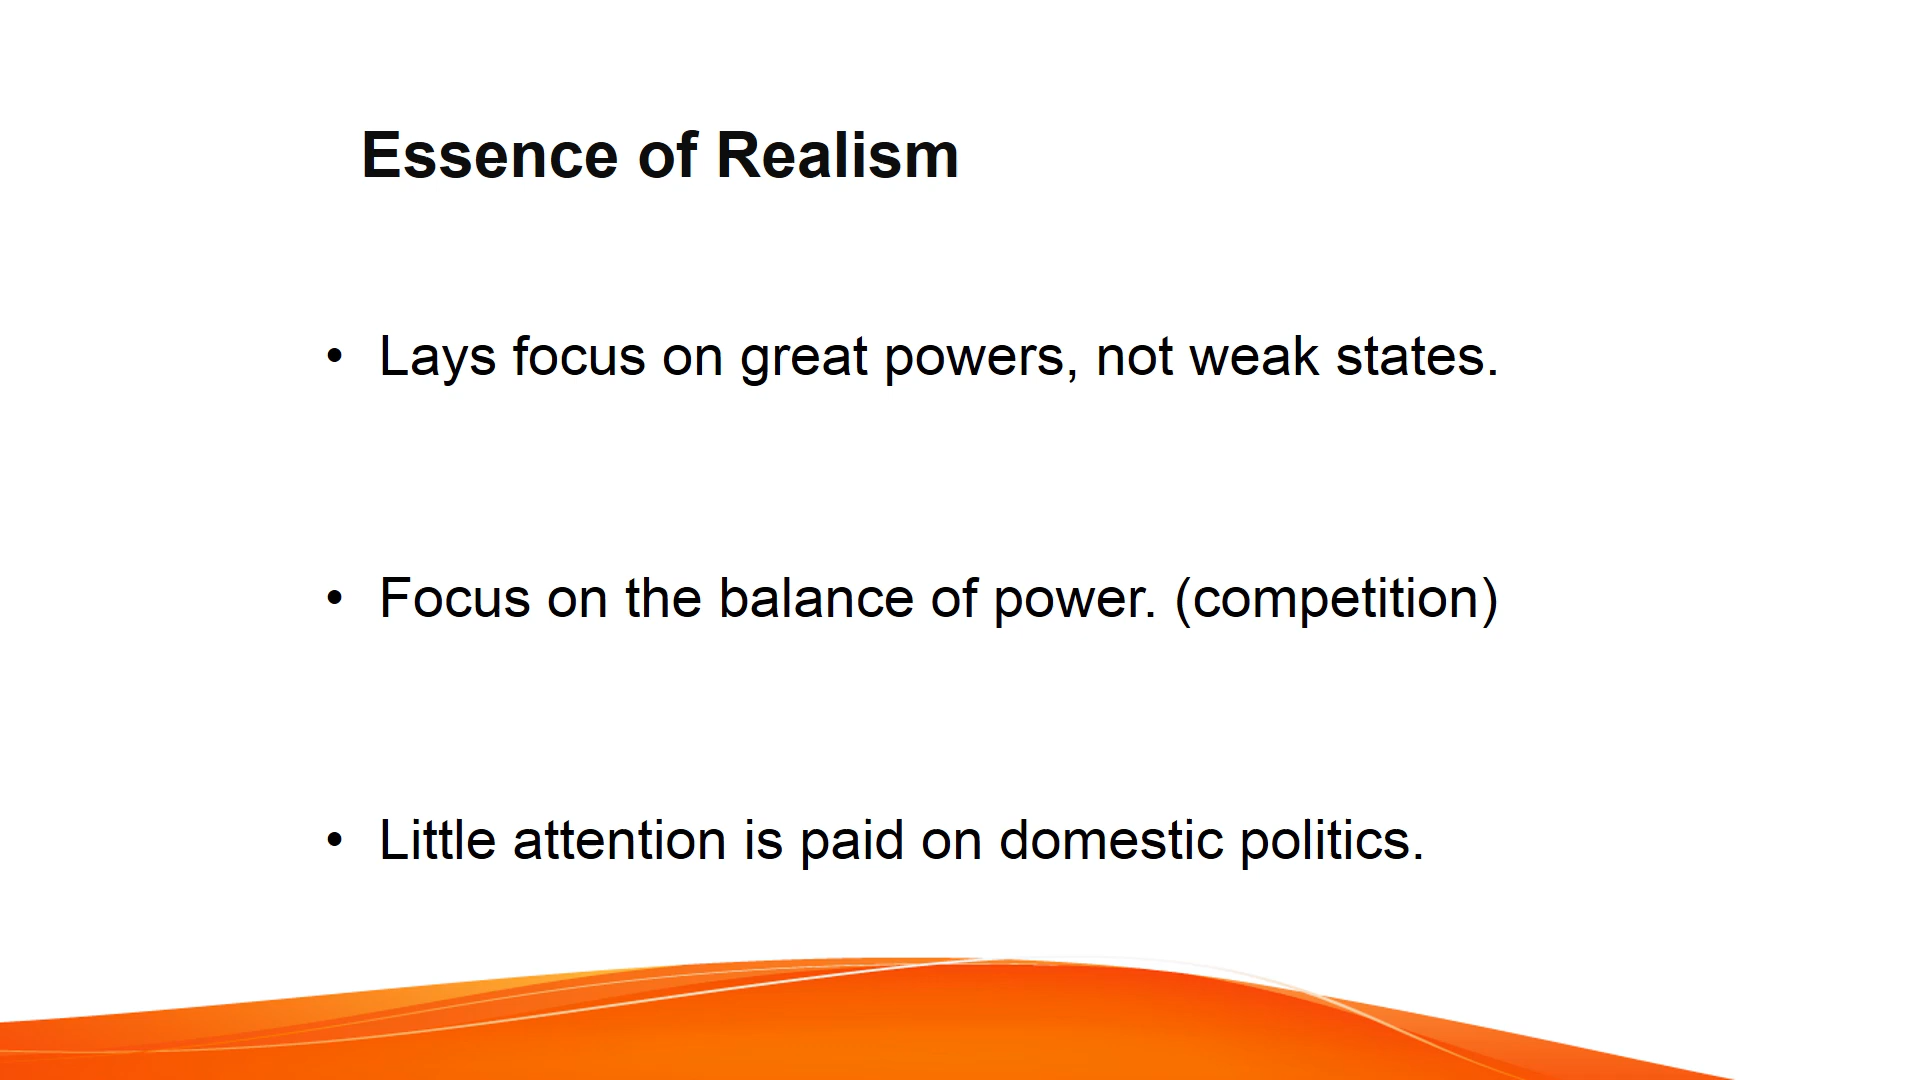 Essence of Realism
• Lays focus on great powers, not weak states.
• Focus on the balance of power. (competition)
• Little attention is paid on domestic politics.